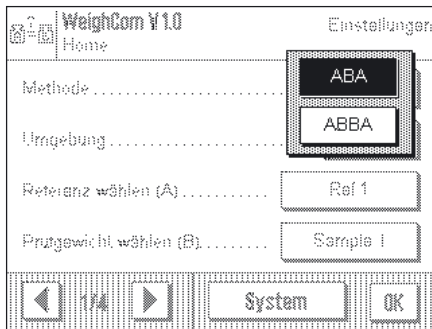 WeighCom V1.0
Einstellungen
Home
Methode
ABA
ABBA
Umgebung
Referenz wählen (A)
Ref 1
Prüfgewicht wählen (B)
Sample 1
1/4
System
OK